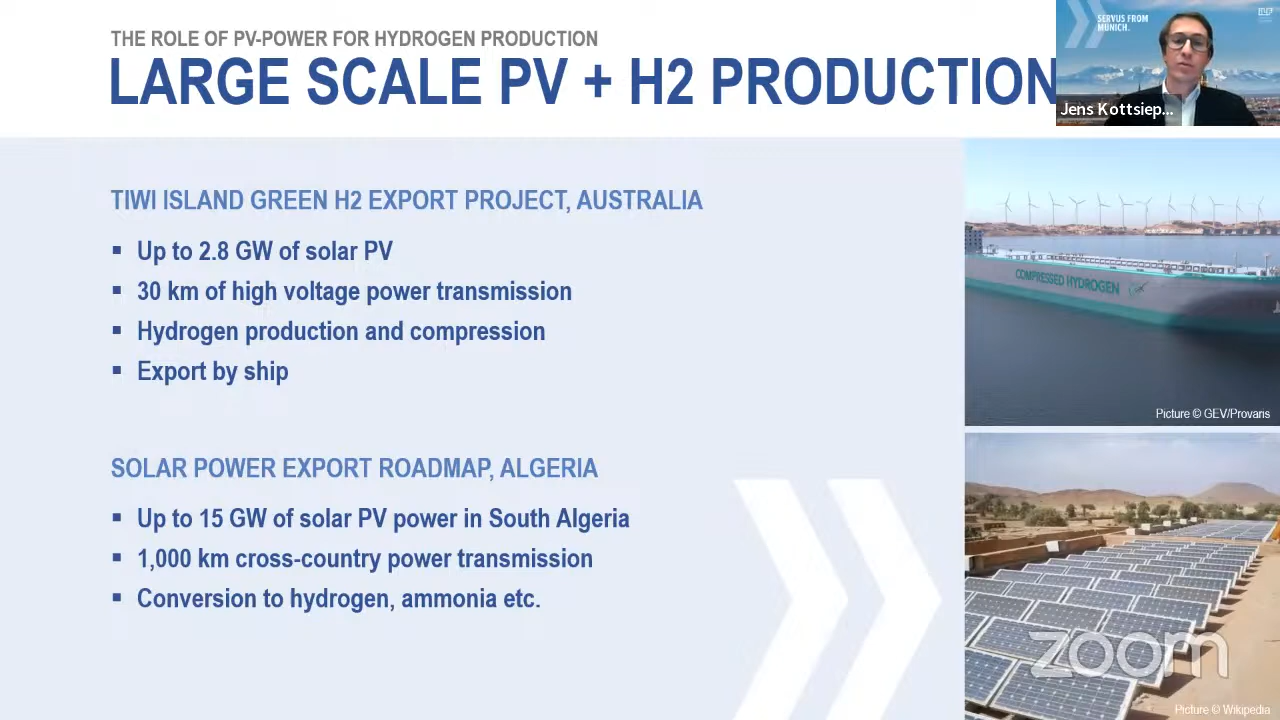 THE ROLE OF PV-POWER FOR HYDROGEN PRODUCTION
LARGE SCALE PV + H2 PRODUCTION
SERVUS FROM
MUNICH.
Jens Kottsiep...
TIWI ISLAND GREEN H2 EXPORT PROJECT, AUSTRALIA
▪ Up to 2.8 GW of solar PV
▪ 30 km of high voltage power transmission
▪ Hydrogen production and compression
▪ Export by ship
COMPRESSED HYDROGEN
Picture © GEV/Provaris
SOLAR POWER EXPORT ROADMAP, ALGERIA
▪ Up to 15 GW of solar PV power in South Algeria
▪ 1,000 km cross-country power transmission
▪ Conversion to hydrogen, ammonia etc.
zoom
Picture © Wikipedia